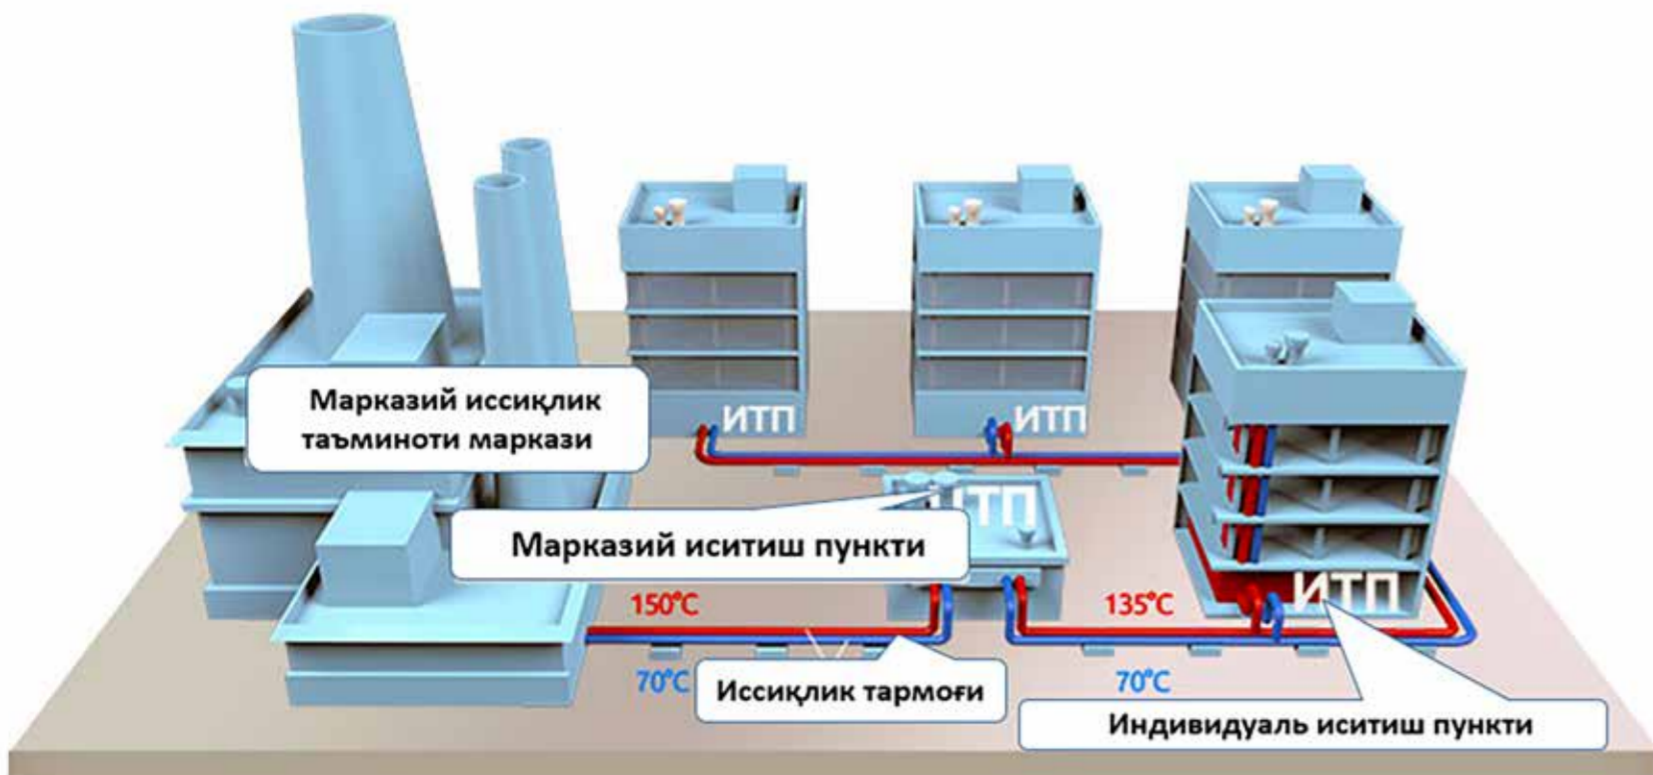 Марказий иссиқлик
таъминоти маркази
ИТП
ИТП
Марказий иситиш пункти
150°C
135°C
ИТП
70°C
Иссиқлик тармоғи
70°C
Индивидуаль иситиш пункти